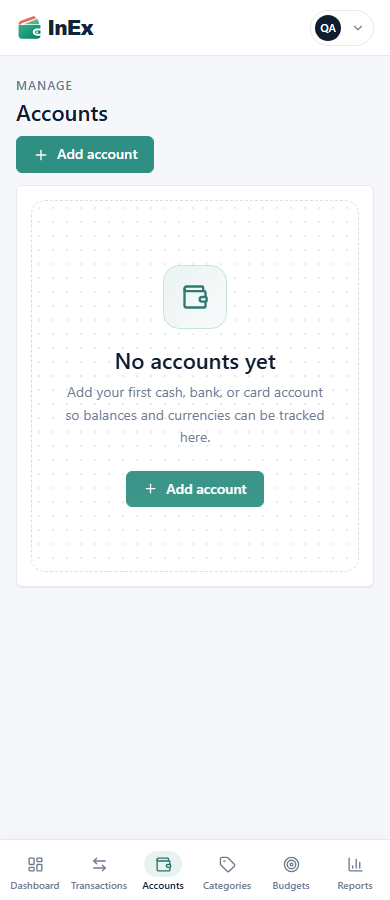 InEx
QA
MANAGE
Accounts
Add account
No accounts yet
Add your first cash, bank, or card account
so balances and currencies can be tracked
here.
Add account
Dashboard Transactions Accounts Categories Budgets Reports